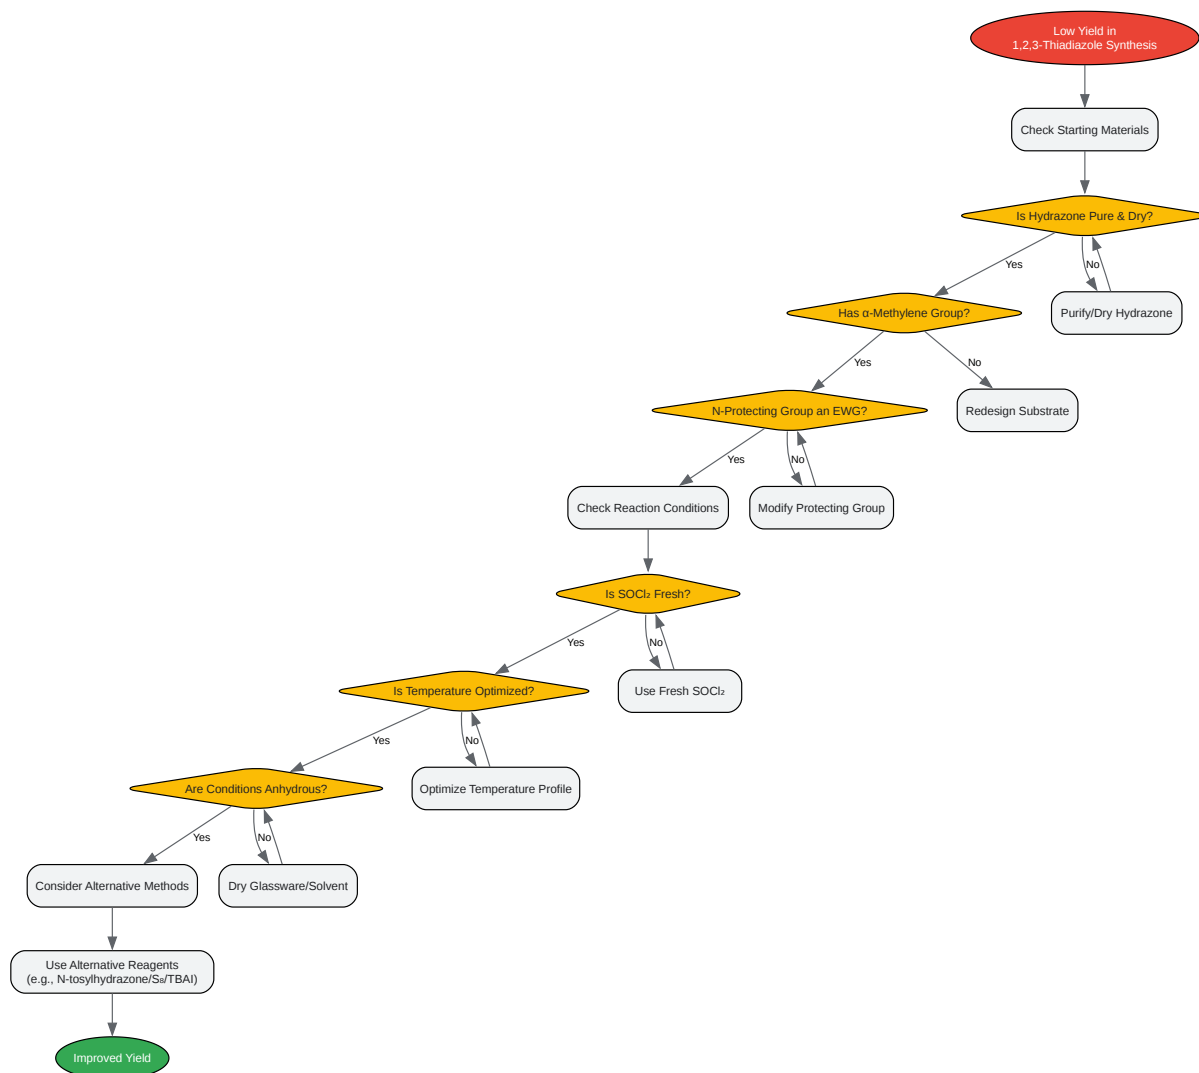 Low Yield in
1,2,3-Thiadiazole Synthesis
Check Starting Materials
Is Hydrazone Pure & Dry?
Yes
No
Has α-Methylene Group?
Purify/Dry Hydrazone
Yes
No
N-Protecting Group an EWG?
Redesign Substrate
Yes
No
Check Reaction Conditions
Modify Protecting Group
Is SOCl₂ Fresh?
Yes
No
Is Temperature Optimized?
Use Fresh SOCl₂
Yes
No
Are Conditions Anhydrous?
Optimize Temperature Profile
Yes
No
Consider Alternative Methods
Dry Glassware/Solvent
Use Alternative Reagents
(e.g., N-tosylhydrazone/S₈/TBAI)
Improved Yield